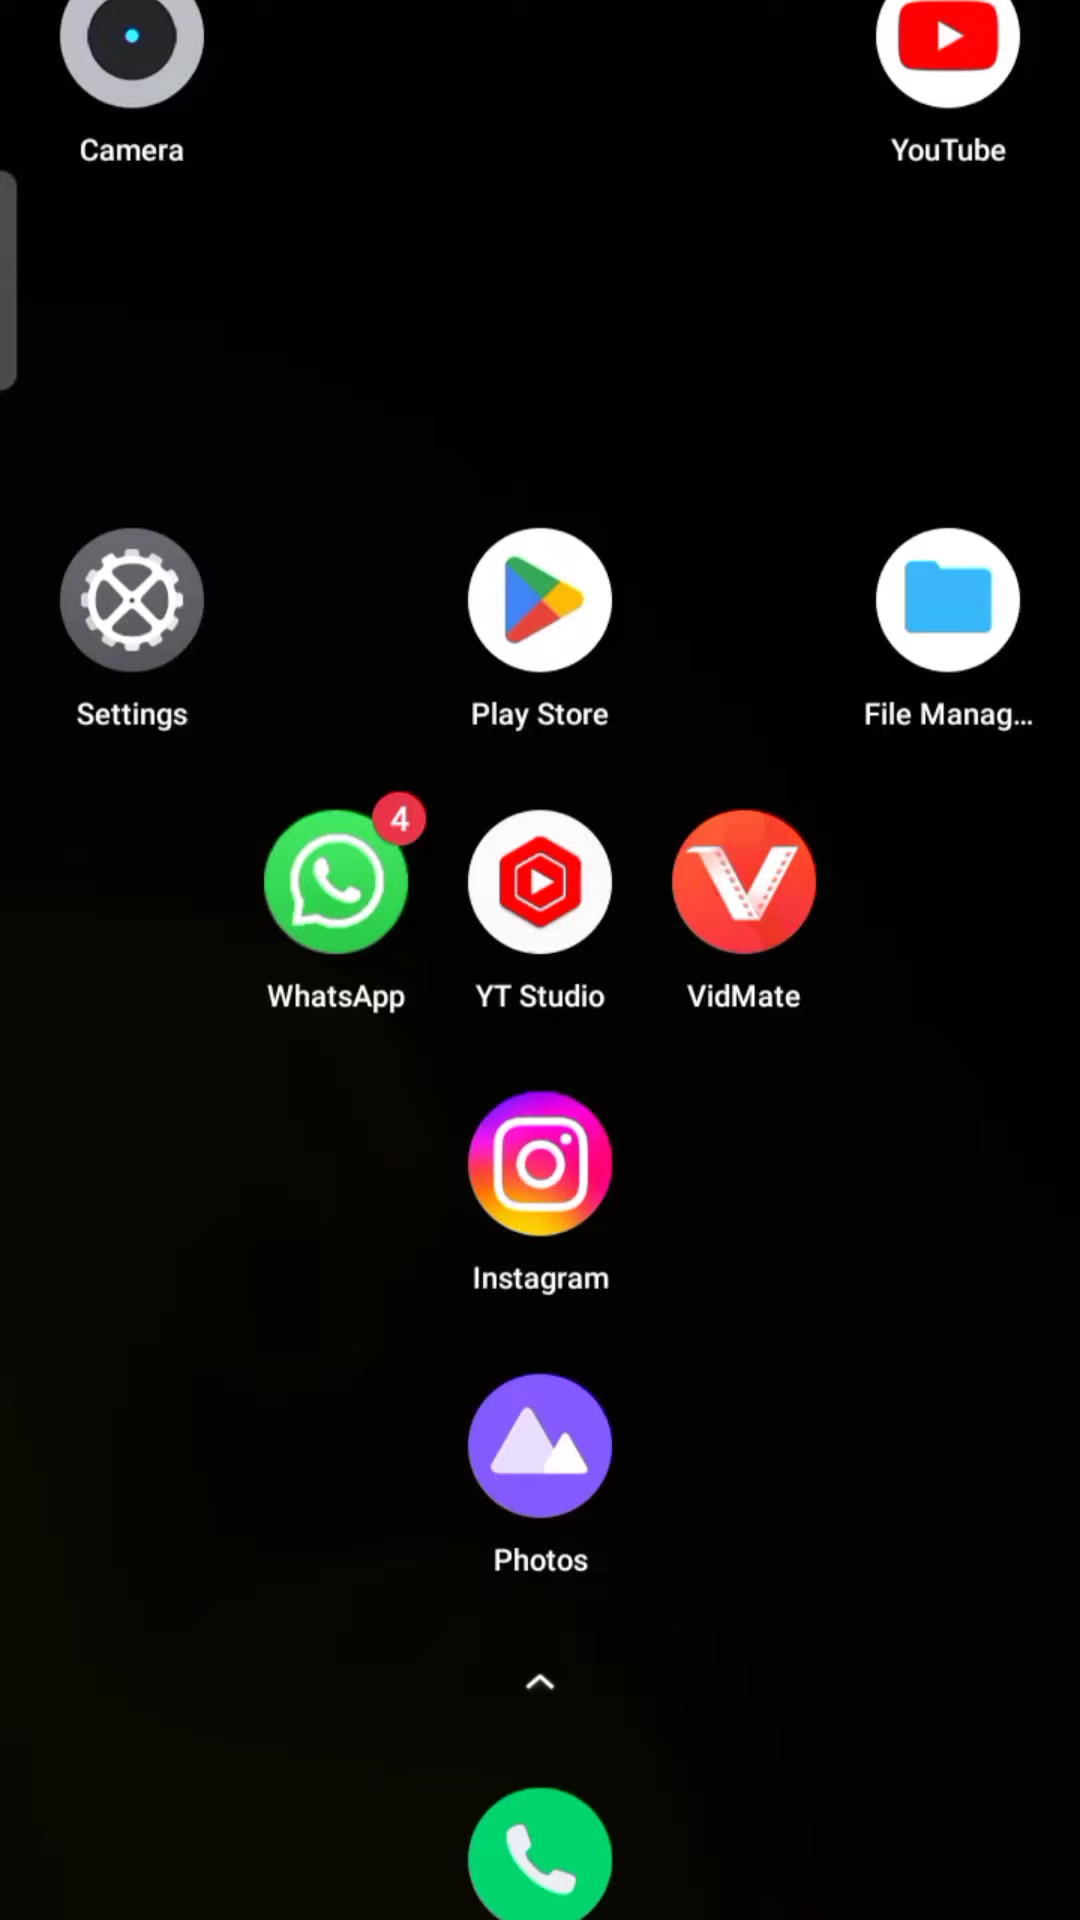 Camera
YouTube
Settings
Play Store
File Manag...
4
WhatsApp
YT Studio
VidMate
Instagram
Photos